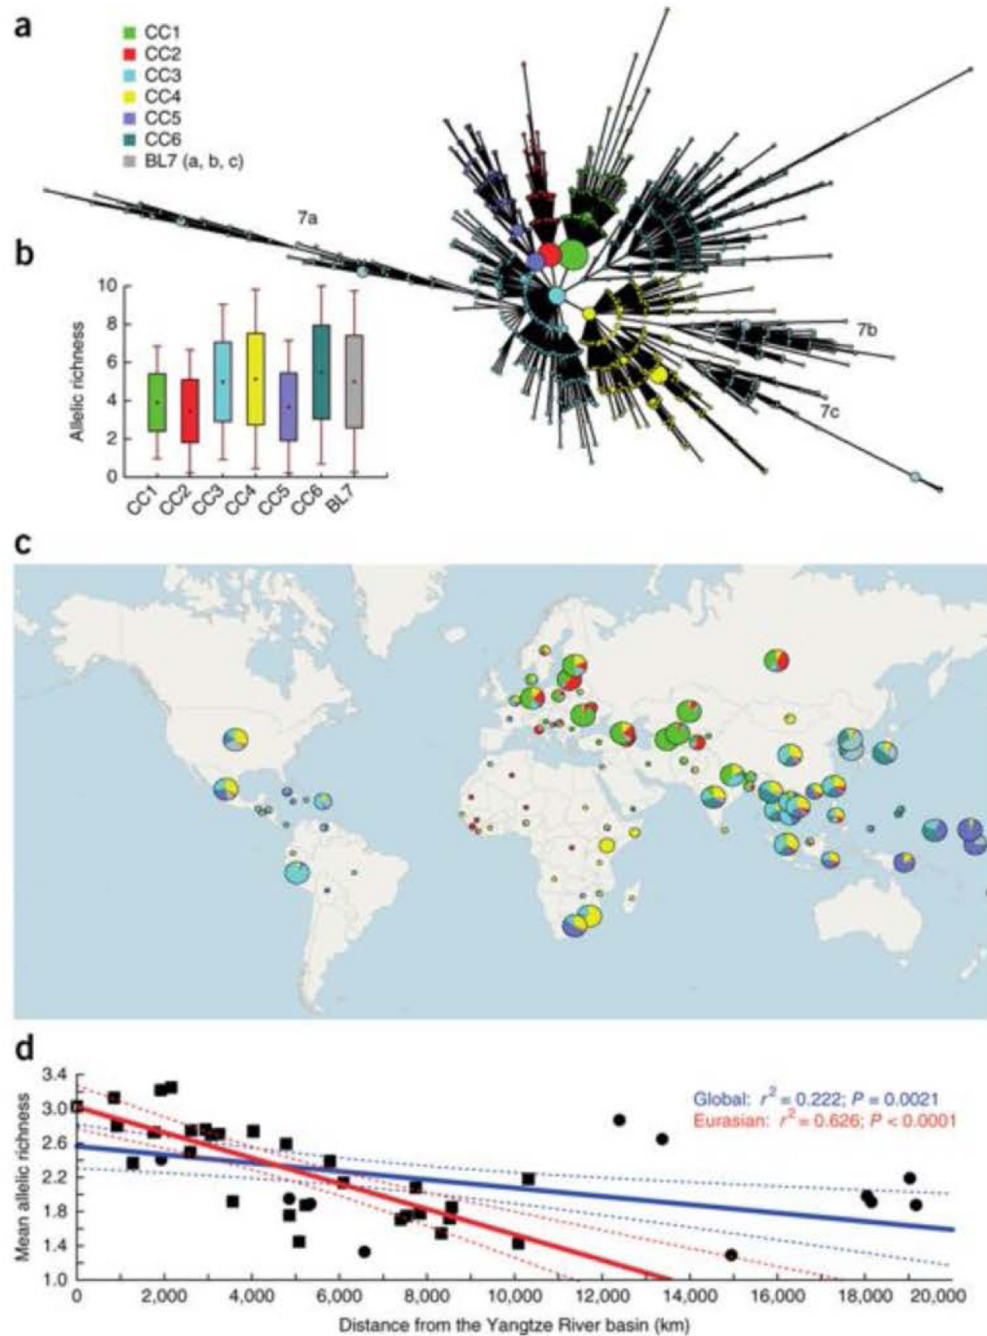 a
CC1
CC2
CC3
CC4
CC5
CC6
BL7 (a, b, c)
7a
7b
7c
b
10
8
6
4
2
0
Allelic richness
CC1
CC2
CC3
CC4
CC5
CC6
BL7
c
d
3.4
3.0
2.6
2.2
1.8
1.4
1.0
Mean allelic richness
Global: r² = 0.222; P = 0.0021
Eurasian: r² = 0.626; P < 0.0001
0 2,000 4,000 6,000 8,000 10,000 12,000 14,000 16,000 18,000 20,000
Distance from the Yangtze River basin (km)